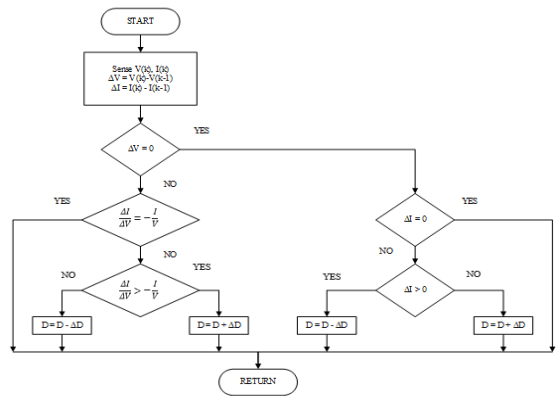 START
Sense V(k), I(k)
ΔV = V(k)-V(k-1)
ΔI = I(k) - I(k-1)
YES
ΔV = 0
NO
YES
ΔI/ΔV = − I/V
ΔI = 0
YES
NO
NO
NO
ΔI/ΔV > − I/V
YES
YES
ΔI > 0
NO
D = D - ΔD
D = D + ΔD
D = D - ΔD
D = D + ΔD
RETURN